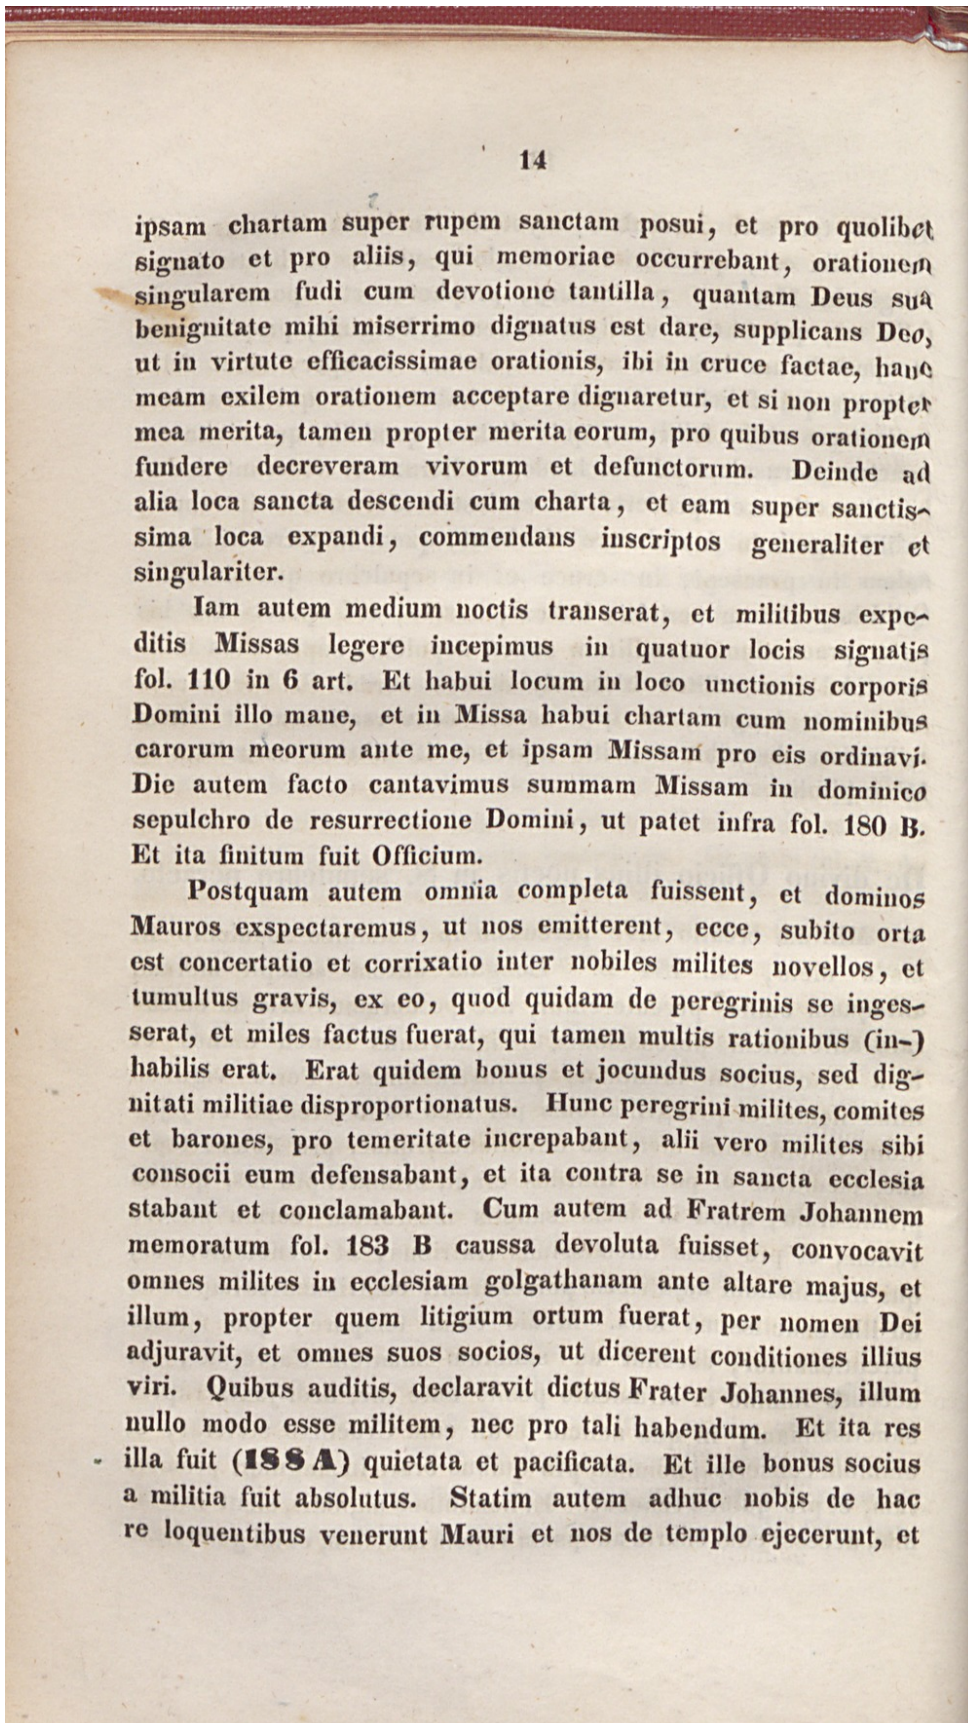 14
ipsam chartam super rupem sanctam posui, et pro quolibet
signato et pro aliis, qui memoriae occurrebant, orationem
singularem fudi cum devotione tantilla, quantam Deus sua
benignitate mihi miserrimo dignatus est dare, supplicans Deo,
ut in virtute efficacissimae orationis, ibi in cruce factae, hanc
meam exilem orationem acceptare dignaretur, et si non propter
mea merita, tamen propter merita eorum, pro quibus orationem
fundere decreveram vivorum et defunctorum. Deinde ad
alia loca sancta descendi cum charta, et eam super sanctis-
sima loca expandi, commendans inscriptos generaliter et
singulariter.
Iam autem medium noctis transerat, et militibus expe-
ditis Missas legere incepimus in quatuor locis signatis
fol. 110 in 6 art. Et habui locum in loco unctionis corporis
Domini illo mane, et in Missa habui chartam cum nominibus
carorum meorum ante me, et ipsam Missam pro eis ordinavi.
Die autem facto cantavimus summam Missam in dominico
sepulchro de resurrectione Domini, ut patet infra fol. 180 B.
Et ita finitum fuit Officium.
Postquam autem omnia completa fuissent, et dominos
Mauros exspectaremus, ut nos emitterent, ecce, subito orta
est concertatio et corrixatio inter nobiles milites novellos, et
tumultus gravis, ex eo, quod quidam de peregrinis se inges-
serat, et miles factus fuerat, qui tamen multis rationibus (in-)
habilis erat. Erat quidem bonus et jocundus socius, sed dig-
nitati militiae disproportionatus. Hunc peregrini milites, comites
et barones, pro temeritate increpabant, alii vero milites sibi
consocii eum defensabant, et ita contra se in sancta ecclesia
stabant et conclamabant. Cum autem ad Fratrem Johannem
memoratum fol. 183 B caussa devoluta fuisset, convocavit
omnes milites in ecclesiam golgathanam ante altare majus, et
illum, propter quem litigium ortum fuerat, per nomen Dei
adjuravit, et omnes suos socios, ut dicerent conditiones illius
viri. Quibus auditis, declaravit dictus Frater Johannes, illum
nullo modo esse militem, nec pro tali habendum. Et ita res
illa fuit (188 A) quietata et pacificata. Et ille bonus socius
a militia fuit absolutus. Statim autem adhuc nobis de hac
re loquentibus venerunt Mauri et nos de templo ejecerunt, et